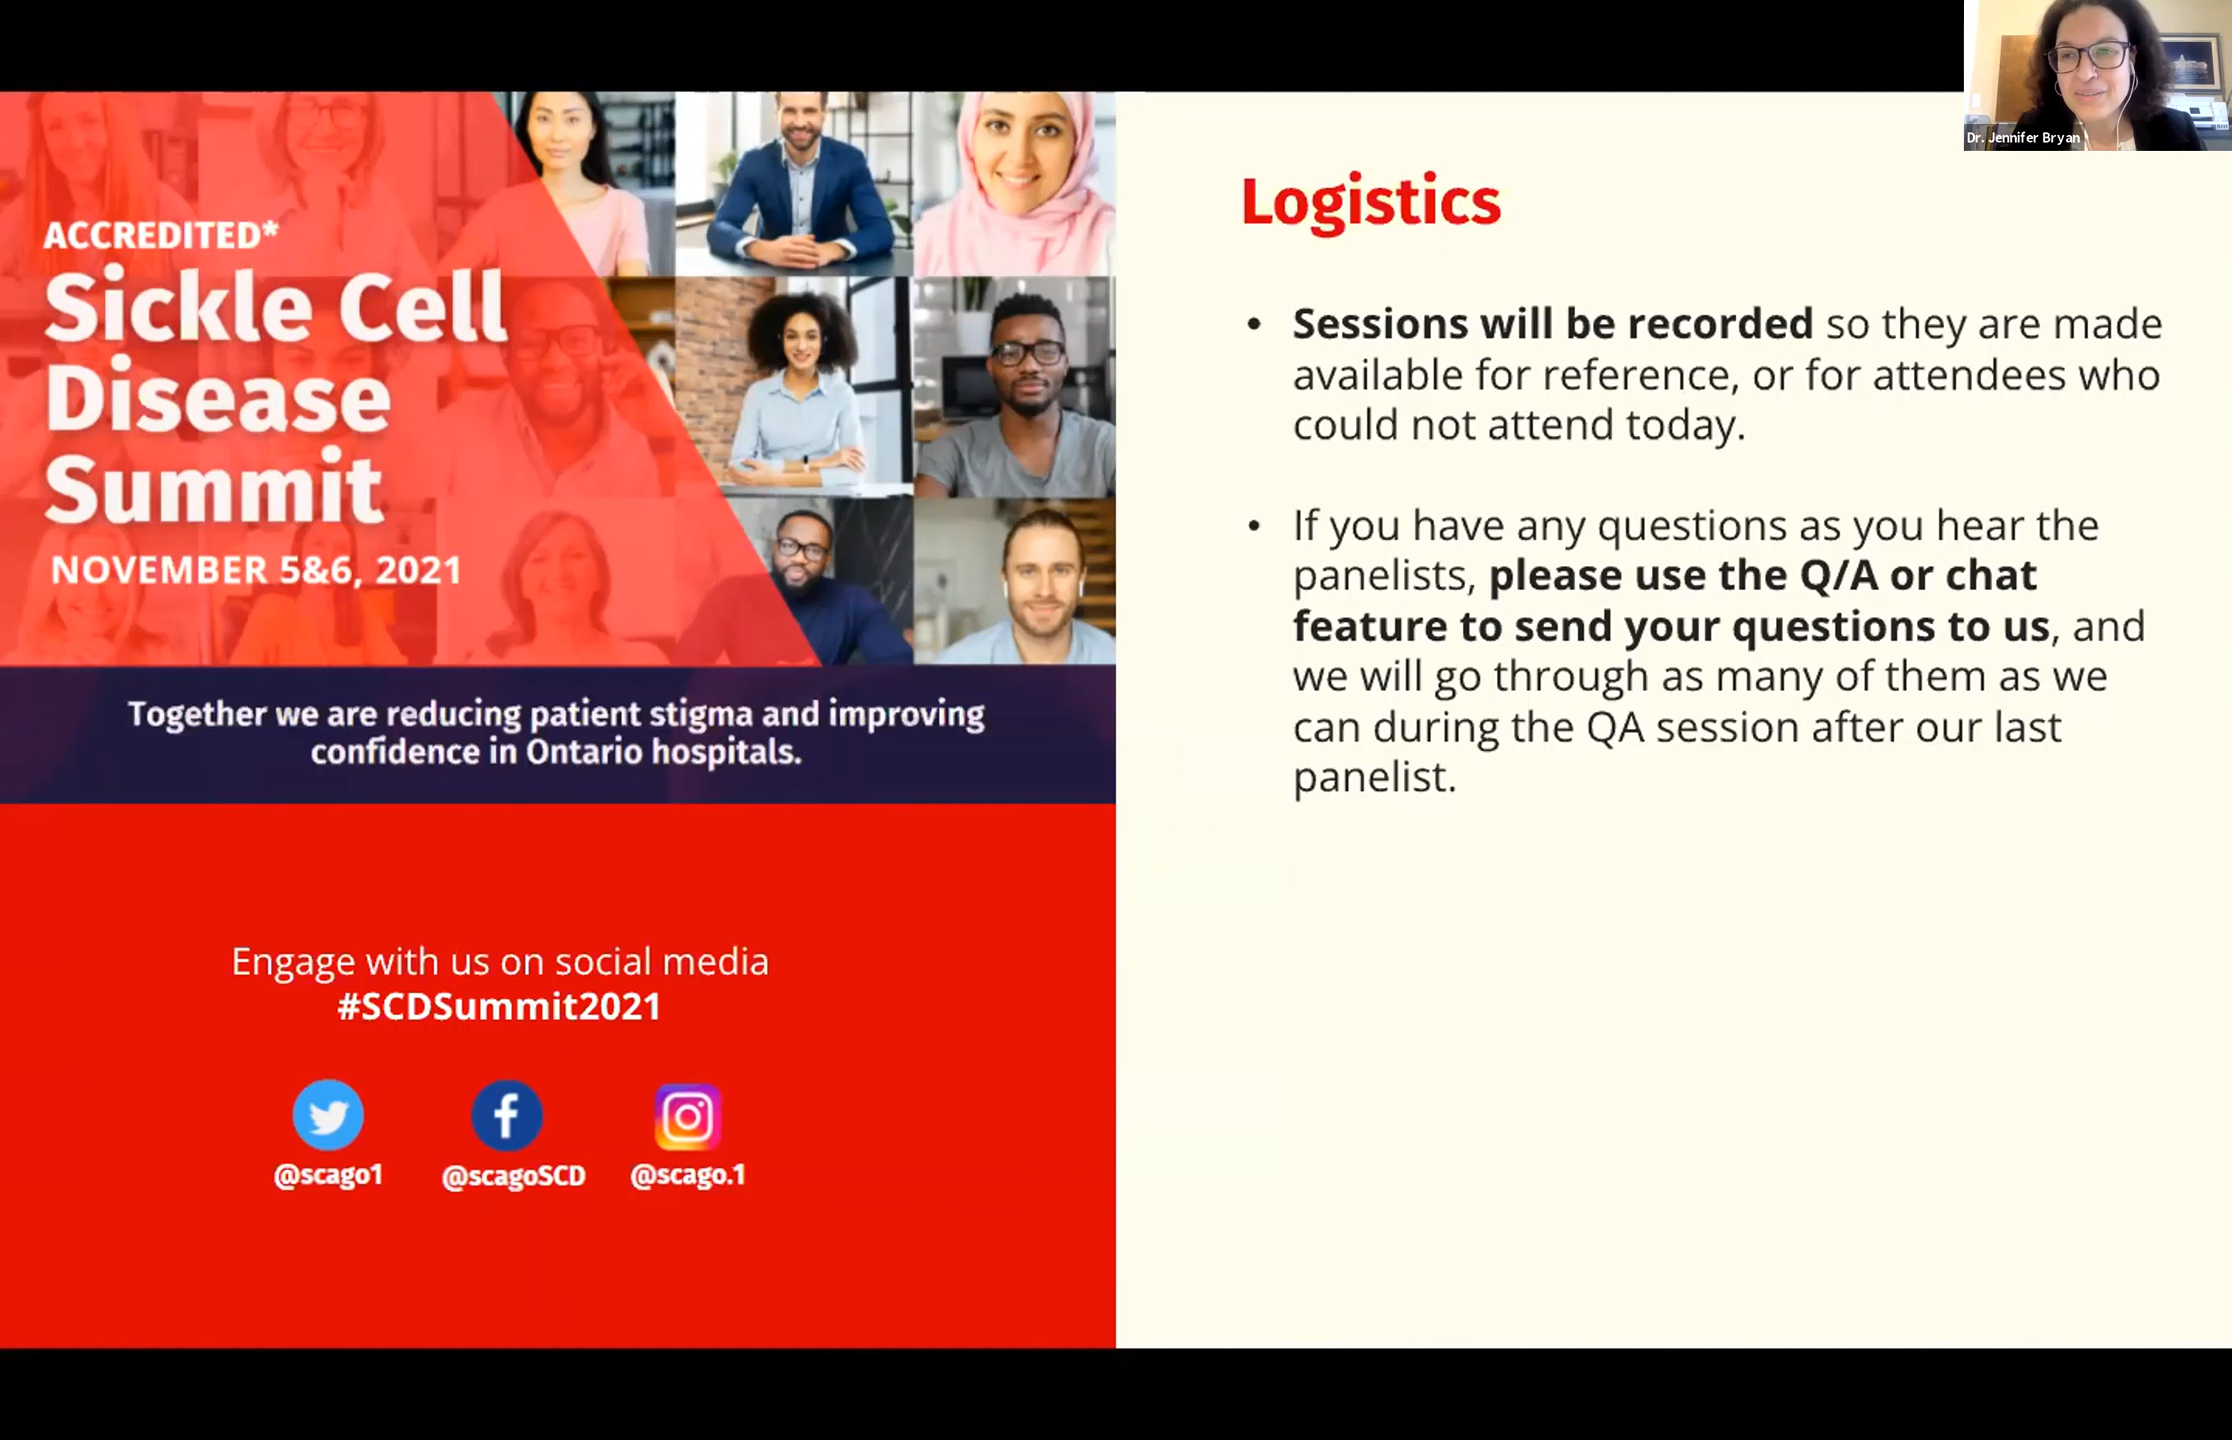 Dr. Jennifer Bryan
ACCREDITED*
Sickle Cell
Disease
Summit
NOVEMBER 5&6, 2021
Together we are reducing patient stigma and improving
confidence in Ontario hospitals.
Engage with us on social media
#SCDSummit2021
@scago1
@scagoSCD
@scago.1
Logistics
• Sessions will be recorded so they are made
available for reference, or for attendees who
could not attend today.
• If you have any questions as you hear the
panelists, please use the Q/A or chat
feature to send your questions to us, and
we will go through as many of them as we
can during the QA session after our last
panelist.